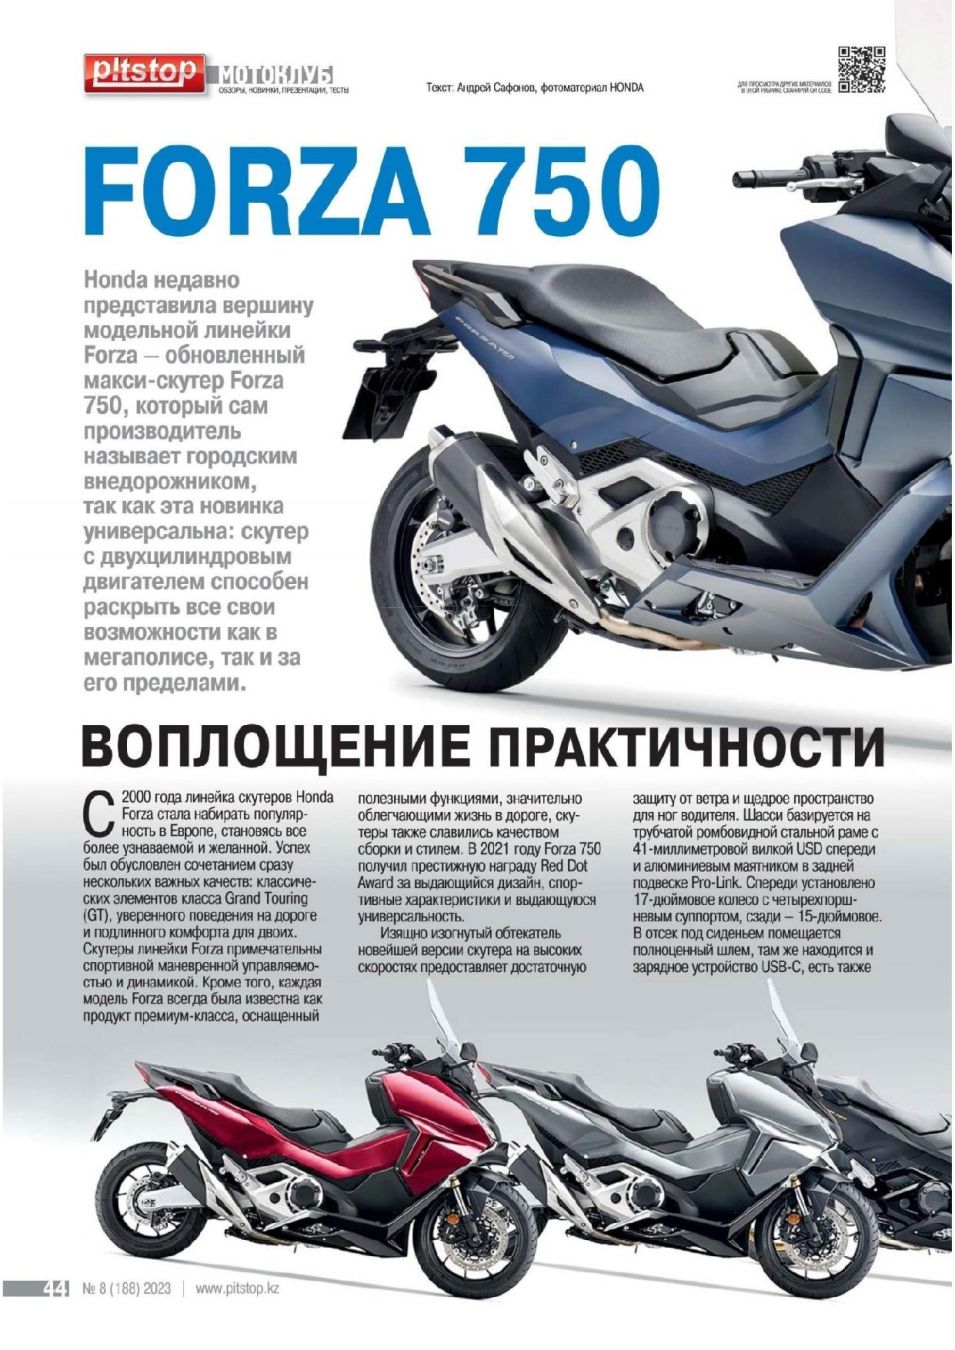 p!tstop МОТОКЛУБ
ОБЗОРЫ, НОВИНКИ, ПРЕЗЕНТАЦИИ, ТЕСТЫ
Текст: Андрей Сафонов, фотоматериал HONDA
ДЛЯ ПРОСМОТРА ДРУГИХ МАТЕРИАЛОВ
В ЭТОЙ РУБРИКЕ СКАНИРУЙ QR CODE
FORZA 750
Honda недавно
представила вершину
модельной линейки
Forza – обновленный
макси-скутер Forza
750, который сам
производитель
называет городским
внедорожником,
так как эта новинка
универсальна: скутер
с двухцилиндровым
двигателем способен
раскрыть все свои
возможности как в
мегаполисе, так и за
его пределами.
ВОПЛОЩЕНИЕ ПРАКТИЧНОСТИ
С 2000 года линейка скутеров Honda
Forza стала набирать популяр-
ность в Европе, становясь все
более узнаваемой и желанной. Успех
был обусловлен сочетанием сразу
нескольких важных качеств: классиче-
ских элементов класса Grand Touring
(GT), уверенного поведения на дороге
и подлинного комфорта для двоих.
Скутеры линейки Forza примечательны
спортивной маневренной управляемо-
стью и динамикой. Кроме того, каждая
модель Forza всегда была известна как
продукт премиум-класса, оснащенный
полезными функциями, значительно
облегчающими жизнь в дороге, ску-
теры также славились качеством
сборки и стилем. В 2021 году Forza 750
получил престижную награду Red Dot
Award за выдающийся дизайн, спор-
тивные характеристики и выдающуюся
универсальность.
Изящно изогнутый обтекатель
новейшей версии скутера на высоких
скоростях предоставляет достаточную
защиту от ветра и щедрое пространство
для ног водителя. Шасси базируется на
трубчатой ромбовидной стальной раме с
41-миллиметровой вилкой USD спереди
и алюминиевым маятником в задней
подвеске Pro-Link. Спереди установлено
17-дюймовое колесо с четырехпорш-
невым суппортом, сзади – 15-дюймовое.
В отсек под сиденьем помещается
полноценный шлем, там же находится и
зарядное устройство USB-C, есть также
44 № 8 (188) 2023 | www.pitstop.kz